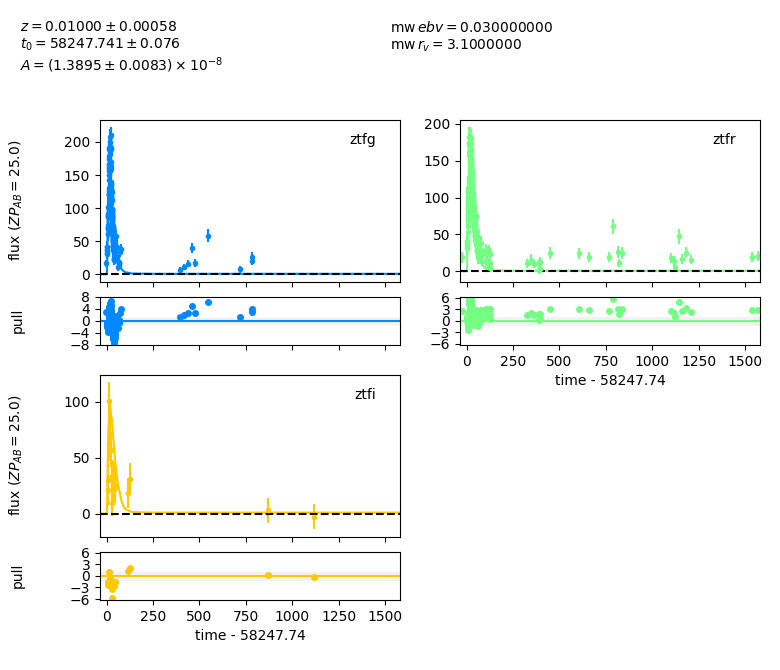 z = 0.01000 ± 0.00058
t₀ = 58247.741 ± 0.076
A = (1.3895 ± 0.0083) × 10⁻⁸
mw ebv = 0.030000000
mw r_v = 3.1000000
ztfg
flux (ZP_AB = 25.0)
200
150
100
50
0
ztfr
200
150
100
50
0
pull
8
4
0
−4
−8
6
3
0
−3
−6
0 250 500 750 1000 1250 1500
time - 58247.74
ztfi
flux (ZP_AB = 25.0)
100
50
0
pull
6
3
0
−3
−6
0 250 500 750 1000 1250 1500
time - 58247.74